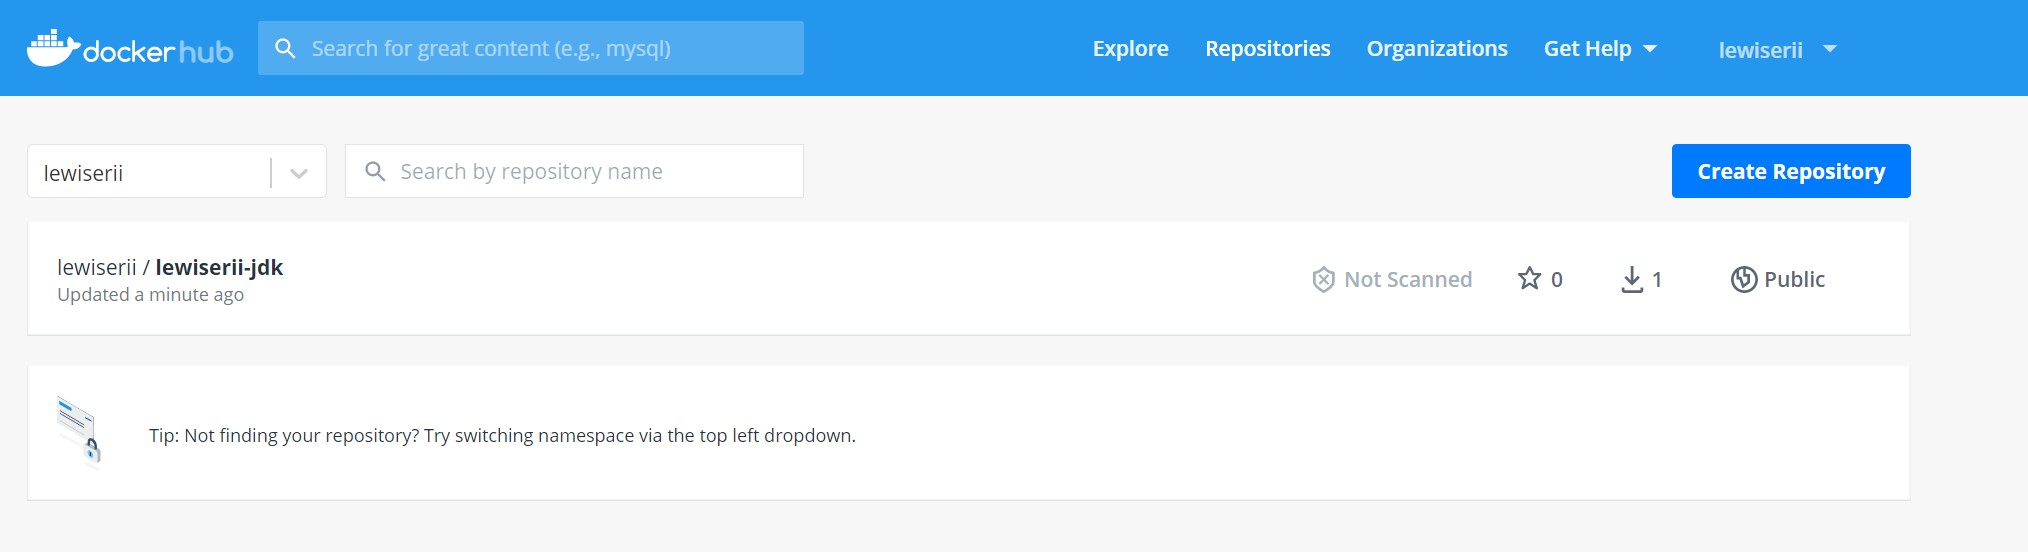 dockerhub Search for great content (e.g., mysql) Explore Repositories Organizations Get Help lewiserii
lewiserii Search by repository name Create Repository
lewiserii / lewiserii-jdk Not Scanned 0 1 Public
Updated a minute ago
Tip: Not finding your repository? Try switching namespace via the top left dropdown.